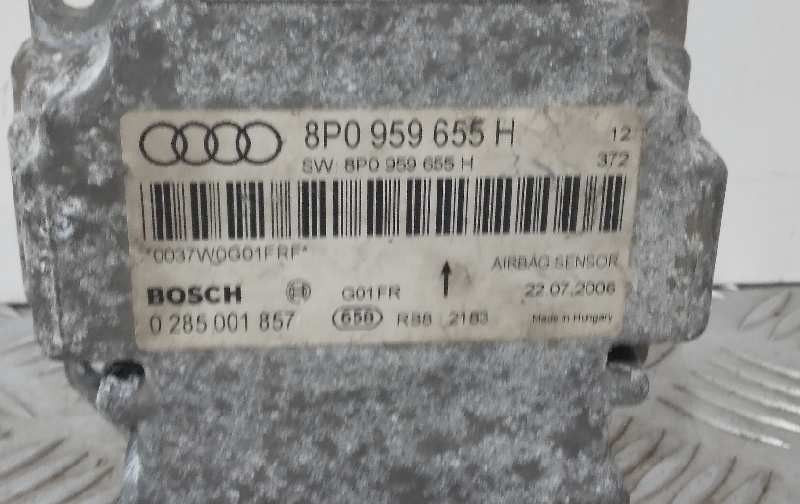 8P0 959 655 H 12
SW: 8P0 959 655 H 372
*0037W0G01FRF*
AIRBAG SENSOR
BOSCH G01FR 22.07.2006
0 285 001 857 656 RS8 2183 Made in Hungary